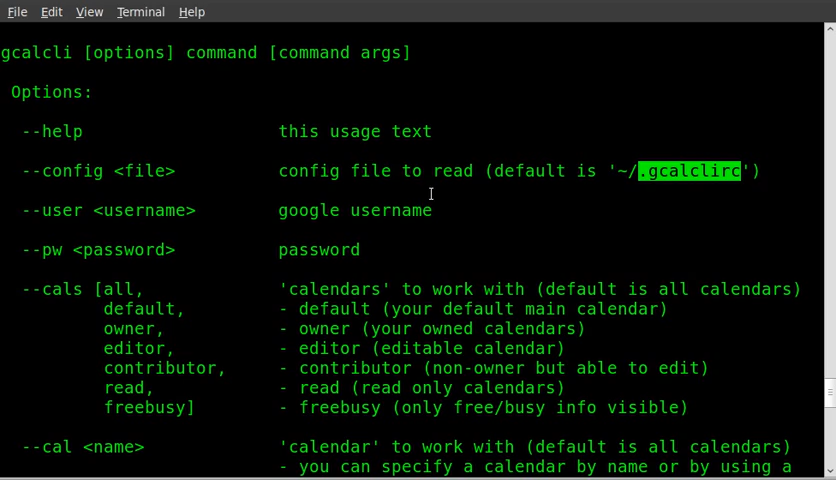 File Edit View Terminal Help
gcalcli [options] command [command args]
Options:
--help this usage text
--config <file> config file to read (default is '~/.gcalclirc')
--user <username> google username
--pw <password> password
--cals [all, 'calendars' to work with (default is all calendars)
default, - default (your default main calendar)
owner, - owner (your owned calendars)
editor, - editor (editable calendar)
contributor, - contributor (non-owner but able to edit)
read, - read (read only calendars)
freebusy] - freebusy (only free/busy info visible)
--cal <name> 'calendar' to work with (default is all calendars)
- you can specify a calendar by name or by using a